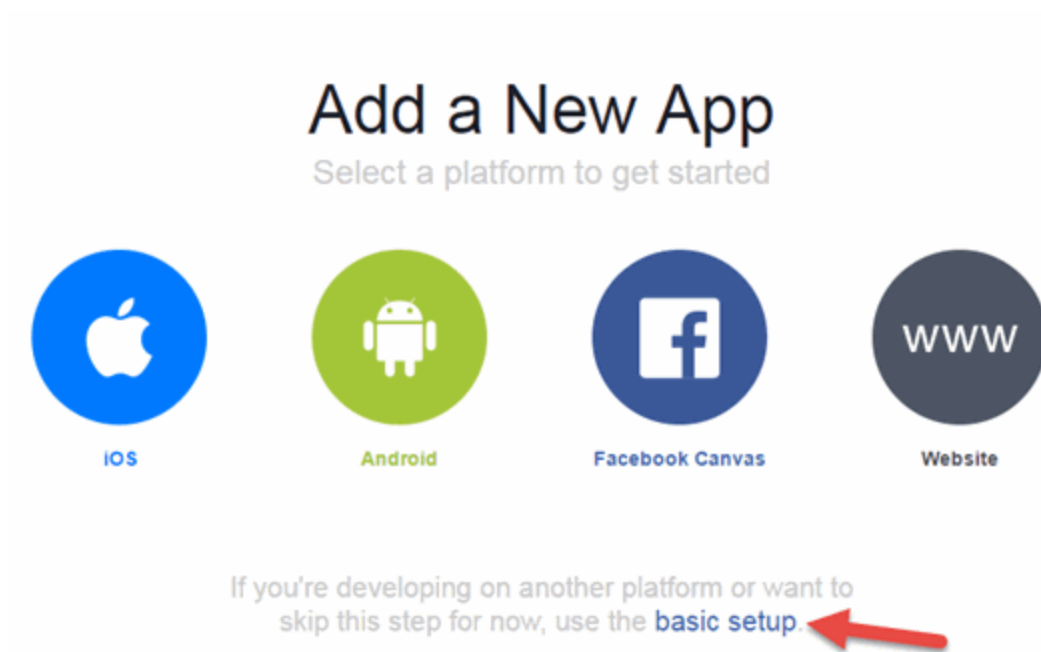 Add a New App
Select a platform to get started
www
iOS
Android
Facebook Canvas
Website
If you're developing on another platform or want to
skip this step for now, use the basic setup.